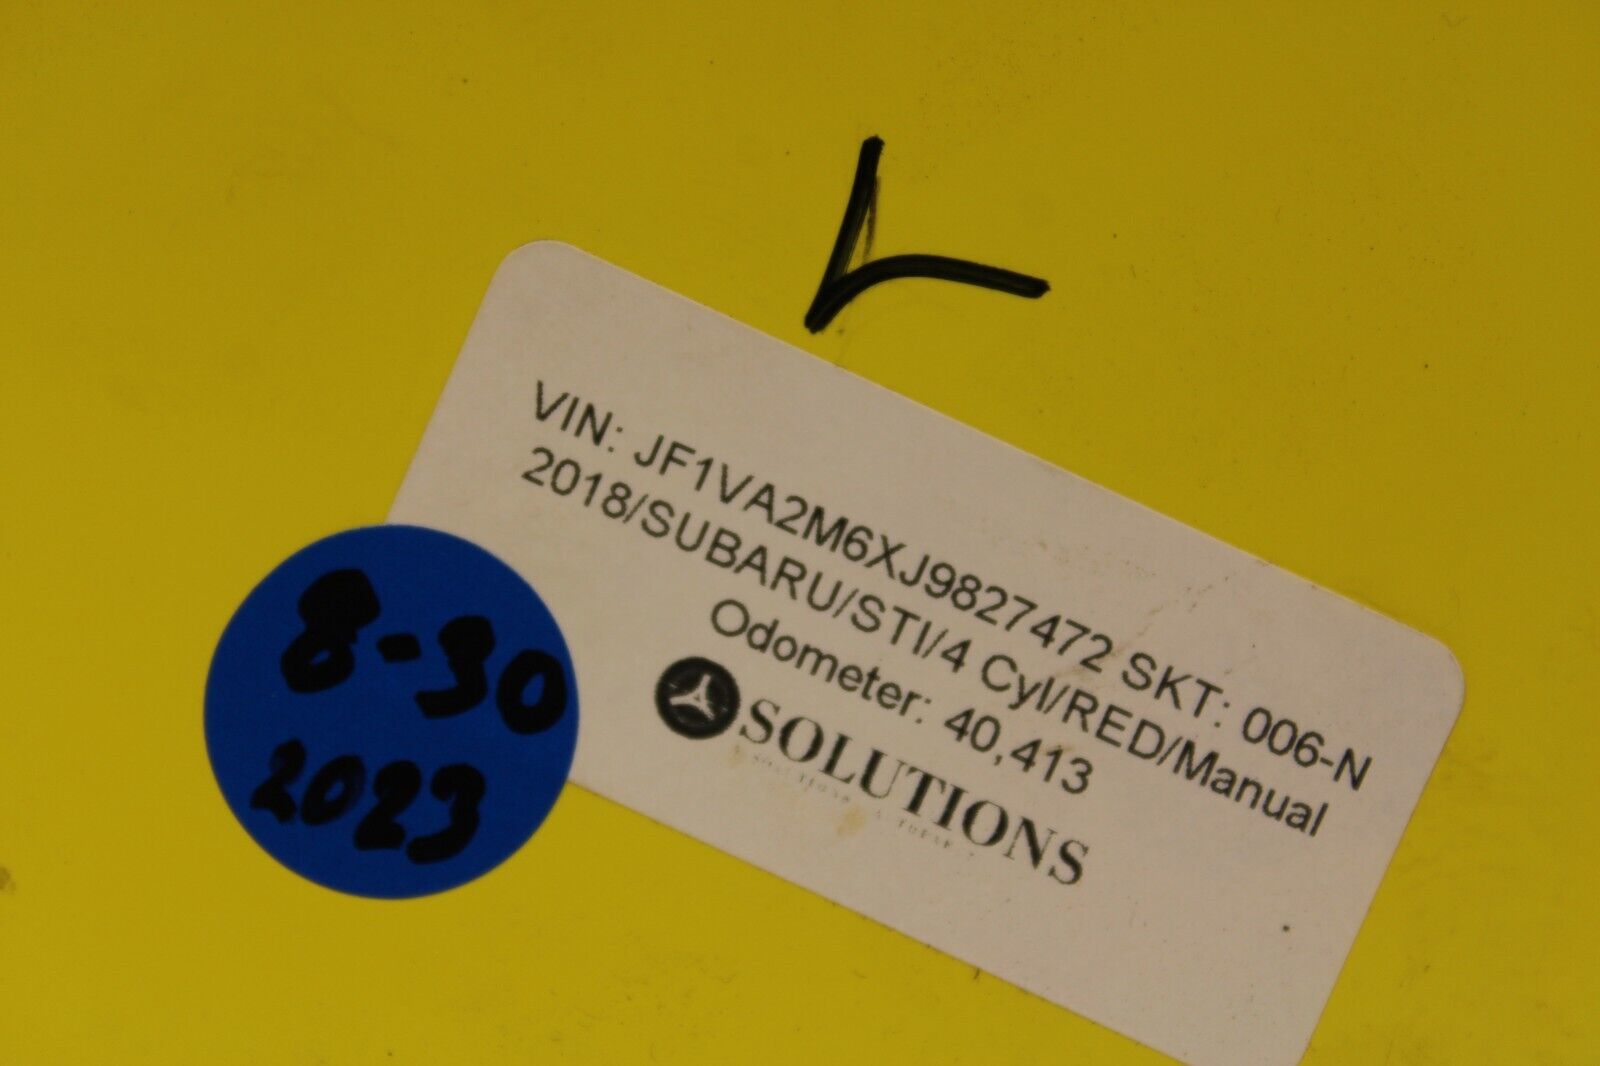 VIN: JF1VA2M6XJ9827472 SKT: 006-N
2018/SUBARU/STI/4 Cyl/RED/Manual
Odometer: 40,413
SOLUTIONS
8-30
2023